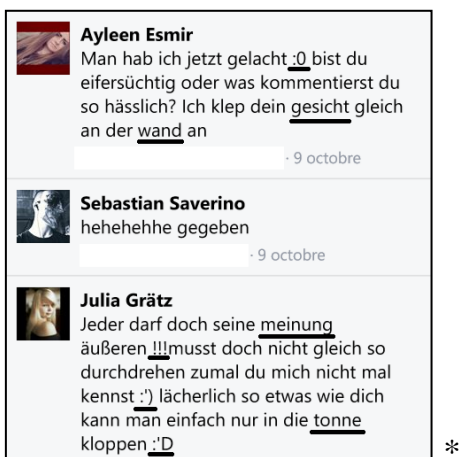 Ayleen Esmir
Man hab ich jetzt gelacht :0 bist du
eifersüchtig oder was kommentierst du
so hässlich? Ich klep dein gesicht gleich
an der wand an
· 9 octobre
Sebastian Saverino
hehehehhe gegeben
· 9 octobre
Julia Grätz
Jeder darf doch seine meinung
äußeren !!!musst doch nicht gleich so
durchdrehen zumal du mich nicht mal
kennst :') lächerlich so etwas wie dich
kann man einfach nur in die tonne
kloppen :'D
*